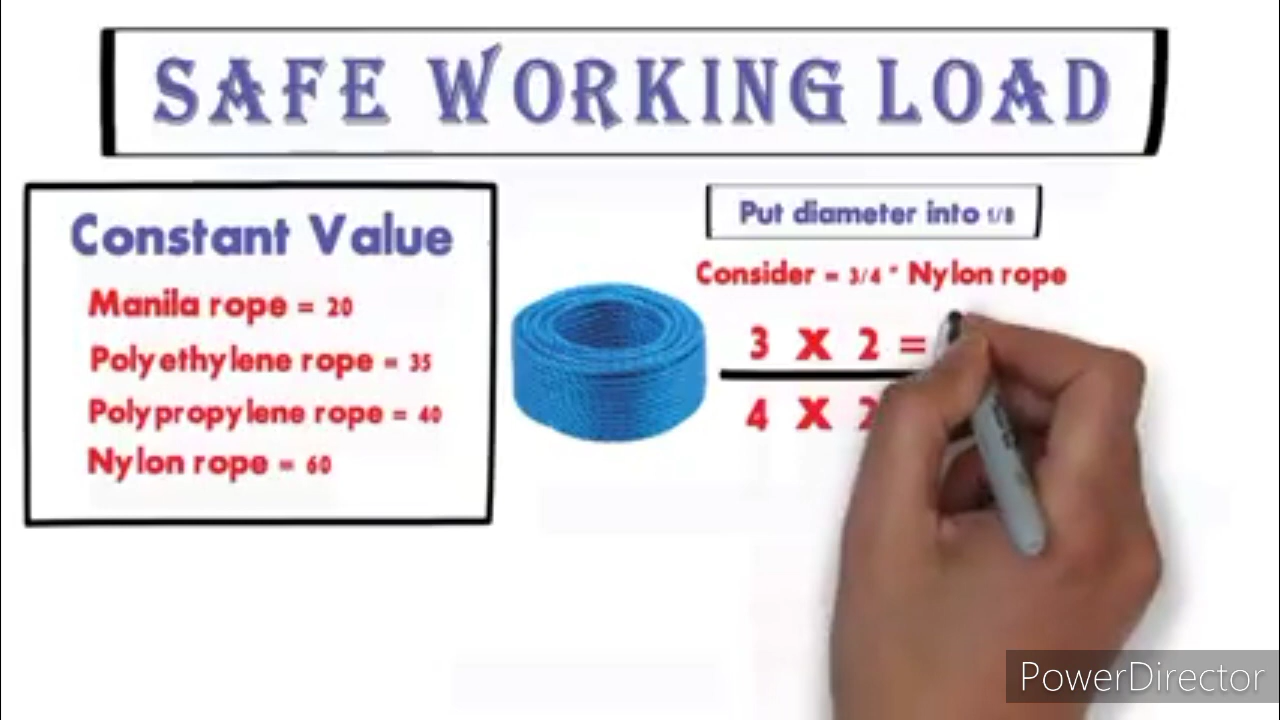 SAFE WORKING LOAD
Constant Value
Manila rope = 20
Polyethylene rope = 35
Polypropylene rope = 40
Nylon rope = 60
Put diameter into 1/8
Consider = 3/4 " Nylon rope
3 X 2 =
4 X 2
PowerDirector